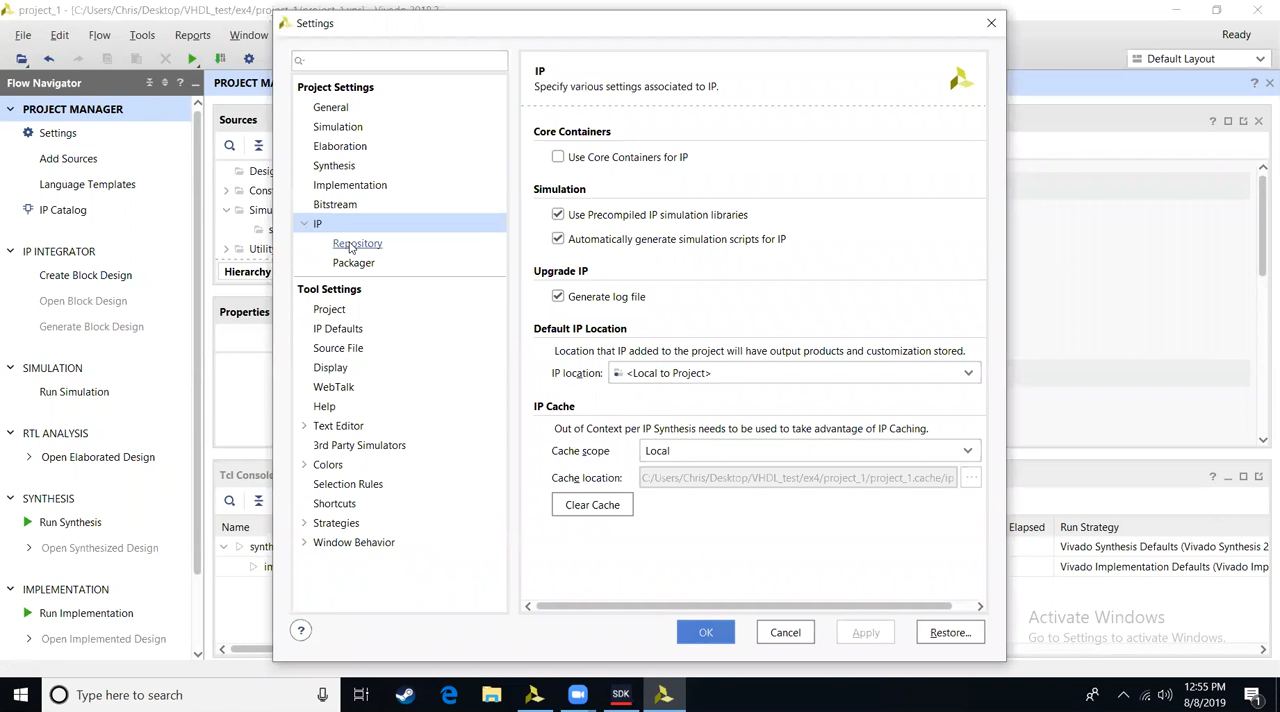 project_1 - [C:/Users/Chris/Desktop/VHDL_test/ex4/project_1/project_1.xpr] - Vivado 2018.3
Settings
File Edit Flow Tools Reports Window
Ready
Default Layout
Flow Navigator
PROJECT MA
PROJECT MANAGER
Settings
Add Sources
Language Templates
IP Catalog
IP INTEGRATOR
Create Block Design
Open Block Design
Generate Block Design
SIMULATION
Run Simulation
RTL ANALYSIS
Open Elaborated Design
SYNTHESIS
Run Synthesis
Open Synthesized Design
IMPLEMENTATION
Run Implementation
Open Implemented Design
Sources
Desig
Cons
Simu
s
Utilit
Hierarchy
Properties
Tcl Console
Name
synth
im
Project Settings
General
Simulation
Elaboration
Synthesis
Implementation
Bitstream
IP
Repository
Packager
Tool Settings
Project
IP Defaults
Source File
Display
WebTalk
Help
Text Editor
3rd Party Simulators
Colors
Selection Rules
Shortcuts
Strategies
Window Behavior
IP
Specify various settings associated to IP.
Core Containers
Use Core Containers for IP
Simulation
Use Precompiled IP simulation libraries
Automatically generate simulation scripts for IP
Upgrade IP
Generate log file
Default IP Location
Location that IP added to the project will have output products and customization stored.
IP location: <Local to Project>
IP Cache
Out of Context per IP Synthesis needs to be used to take advantage of IP Caching.
Cache scope Local
Cache location: C:/Users/Chris/Desktop/VHDL_test/ex4/project_1/project_1.cache/ip ...
Clear Cache
OK Cancel Apply Restore...
Elapsed Run Strategy
Vivado Synthesis Defaults (Vivado Synthesis 2
Vivado Implementation Defaults (Vivado Imp
Activate Windows
Go to Settings to activate Windows.
Type here to search
SDK
12:55 PM
8/8/2019
1